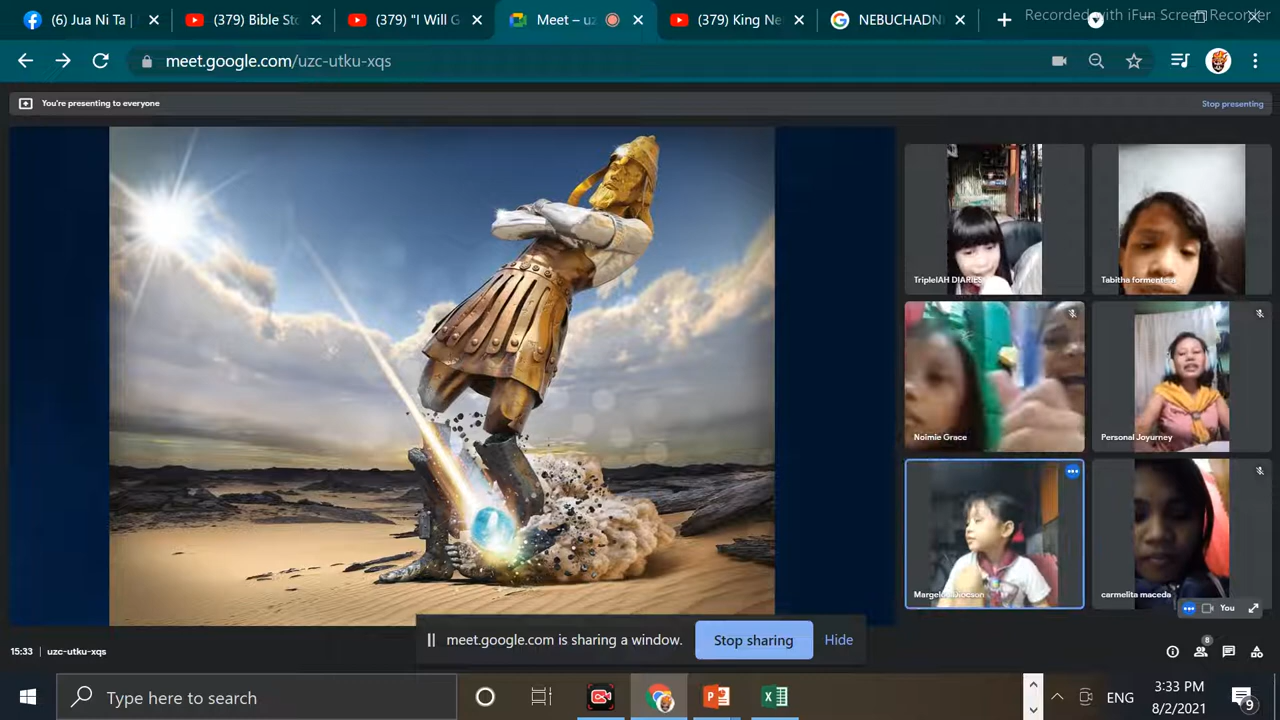 (6) Jua Ni Ta |
(379) Bible Sto
(379) "I Will G
Meet – uz
(379) King Ne
NEBUCHADN
Recorded with iFun Screen Recorder
meet.google.com/uzc-utku-xqs
You're presenting to everyone
Stop presenting
TripleIAH DIARIES
Tabitha formentera
Noimie Grace
Personal Joyurney
carmelita maceda
You
meet.google.com is sharing a window.
Stop sharing
Hide
15:33
uzc-utku-xqs
8
Type here to search
ENG
3:33 PM
8/2/2021
9